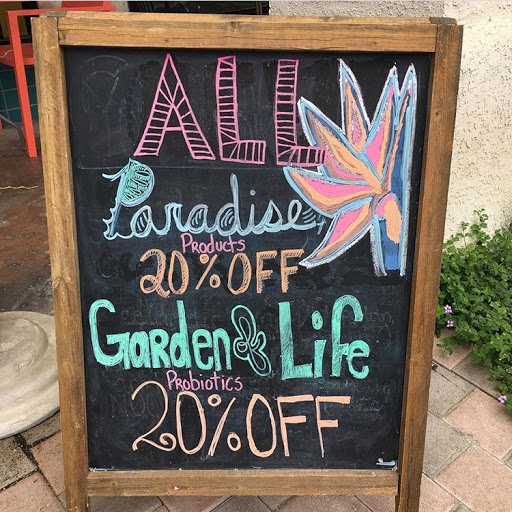 ALL
Paradise
Products
20% OFF
Garden of Life
Probiotics
20% OFF